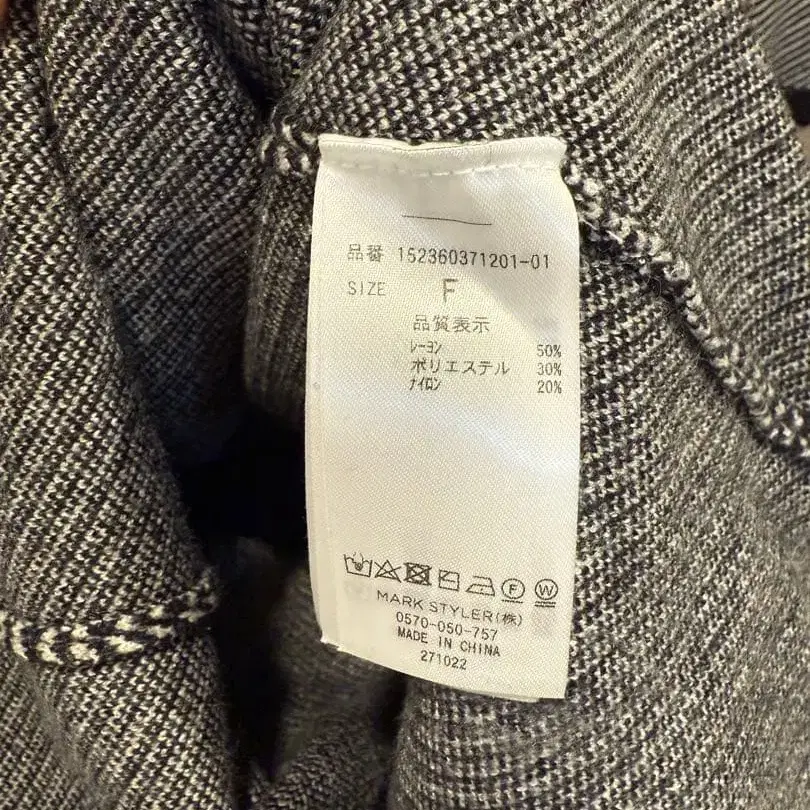 品番 152360371201-01
SIZE F
品質表示
レーヨン 50%
ポリエステル 30%
ナイロン 20%
F W
MARK STYLER(株)
0570-050-757
MADE IN CHINA
271022